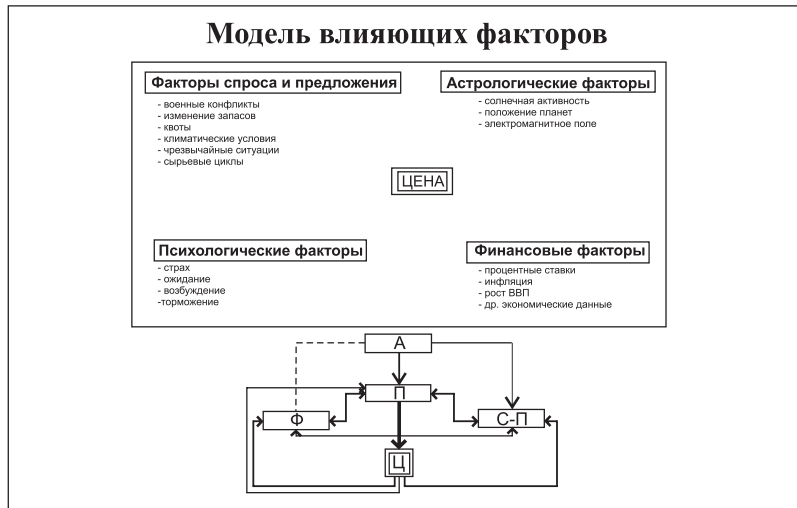 Модель влияющих факторов
Факторы спроса и предложения
- военные конфликты
- изменение запасов
- квоты
- климатические условия
- чрезвычайные ситуации
- сырьевые циклы
Астрологические факторы
- солнечная активность
- положение планет
- электромагнитное поле
ЦЕНА
Психологические факторы
- страх
- ожидание
- возбуждение
-торможение
Финансовые факторы
- процентные ставки
- инфляция
- рост ВВП
- др. экономические данные
А
П
Ф
С-П
Ц